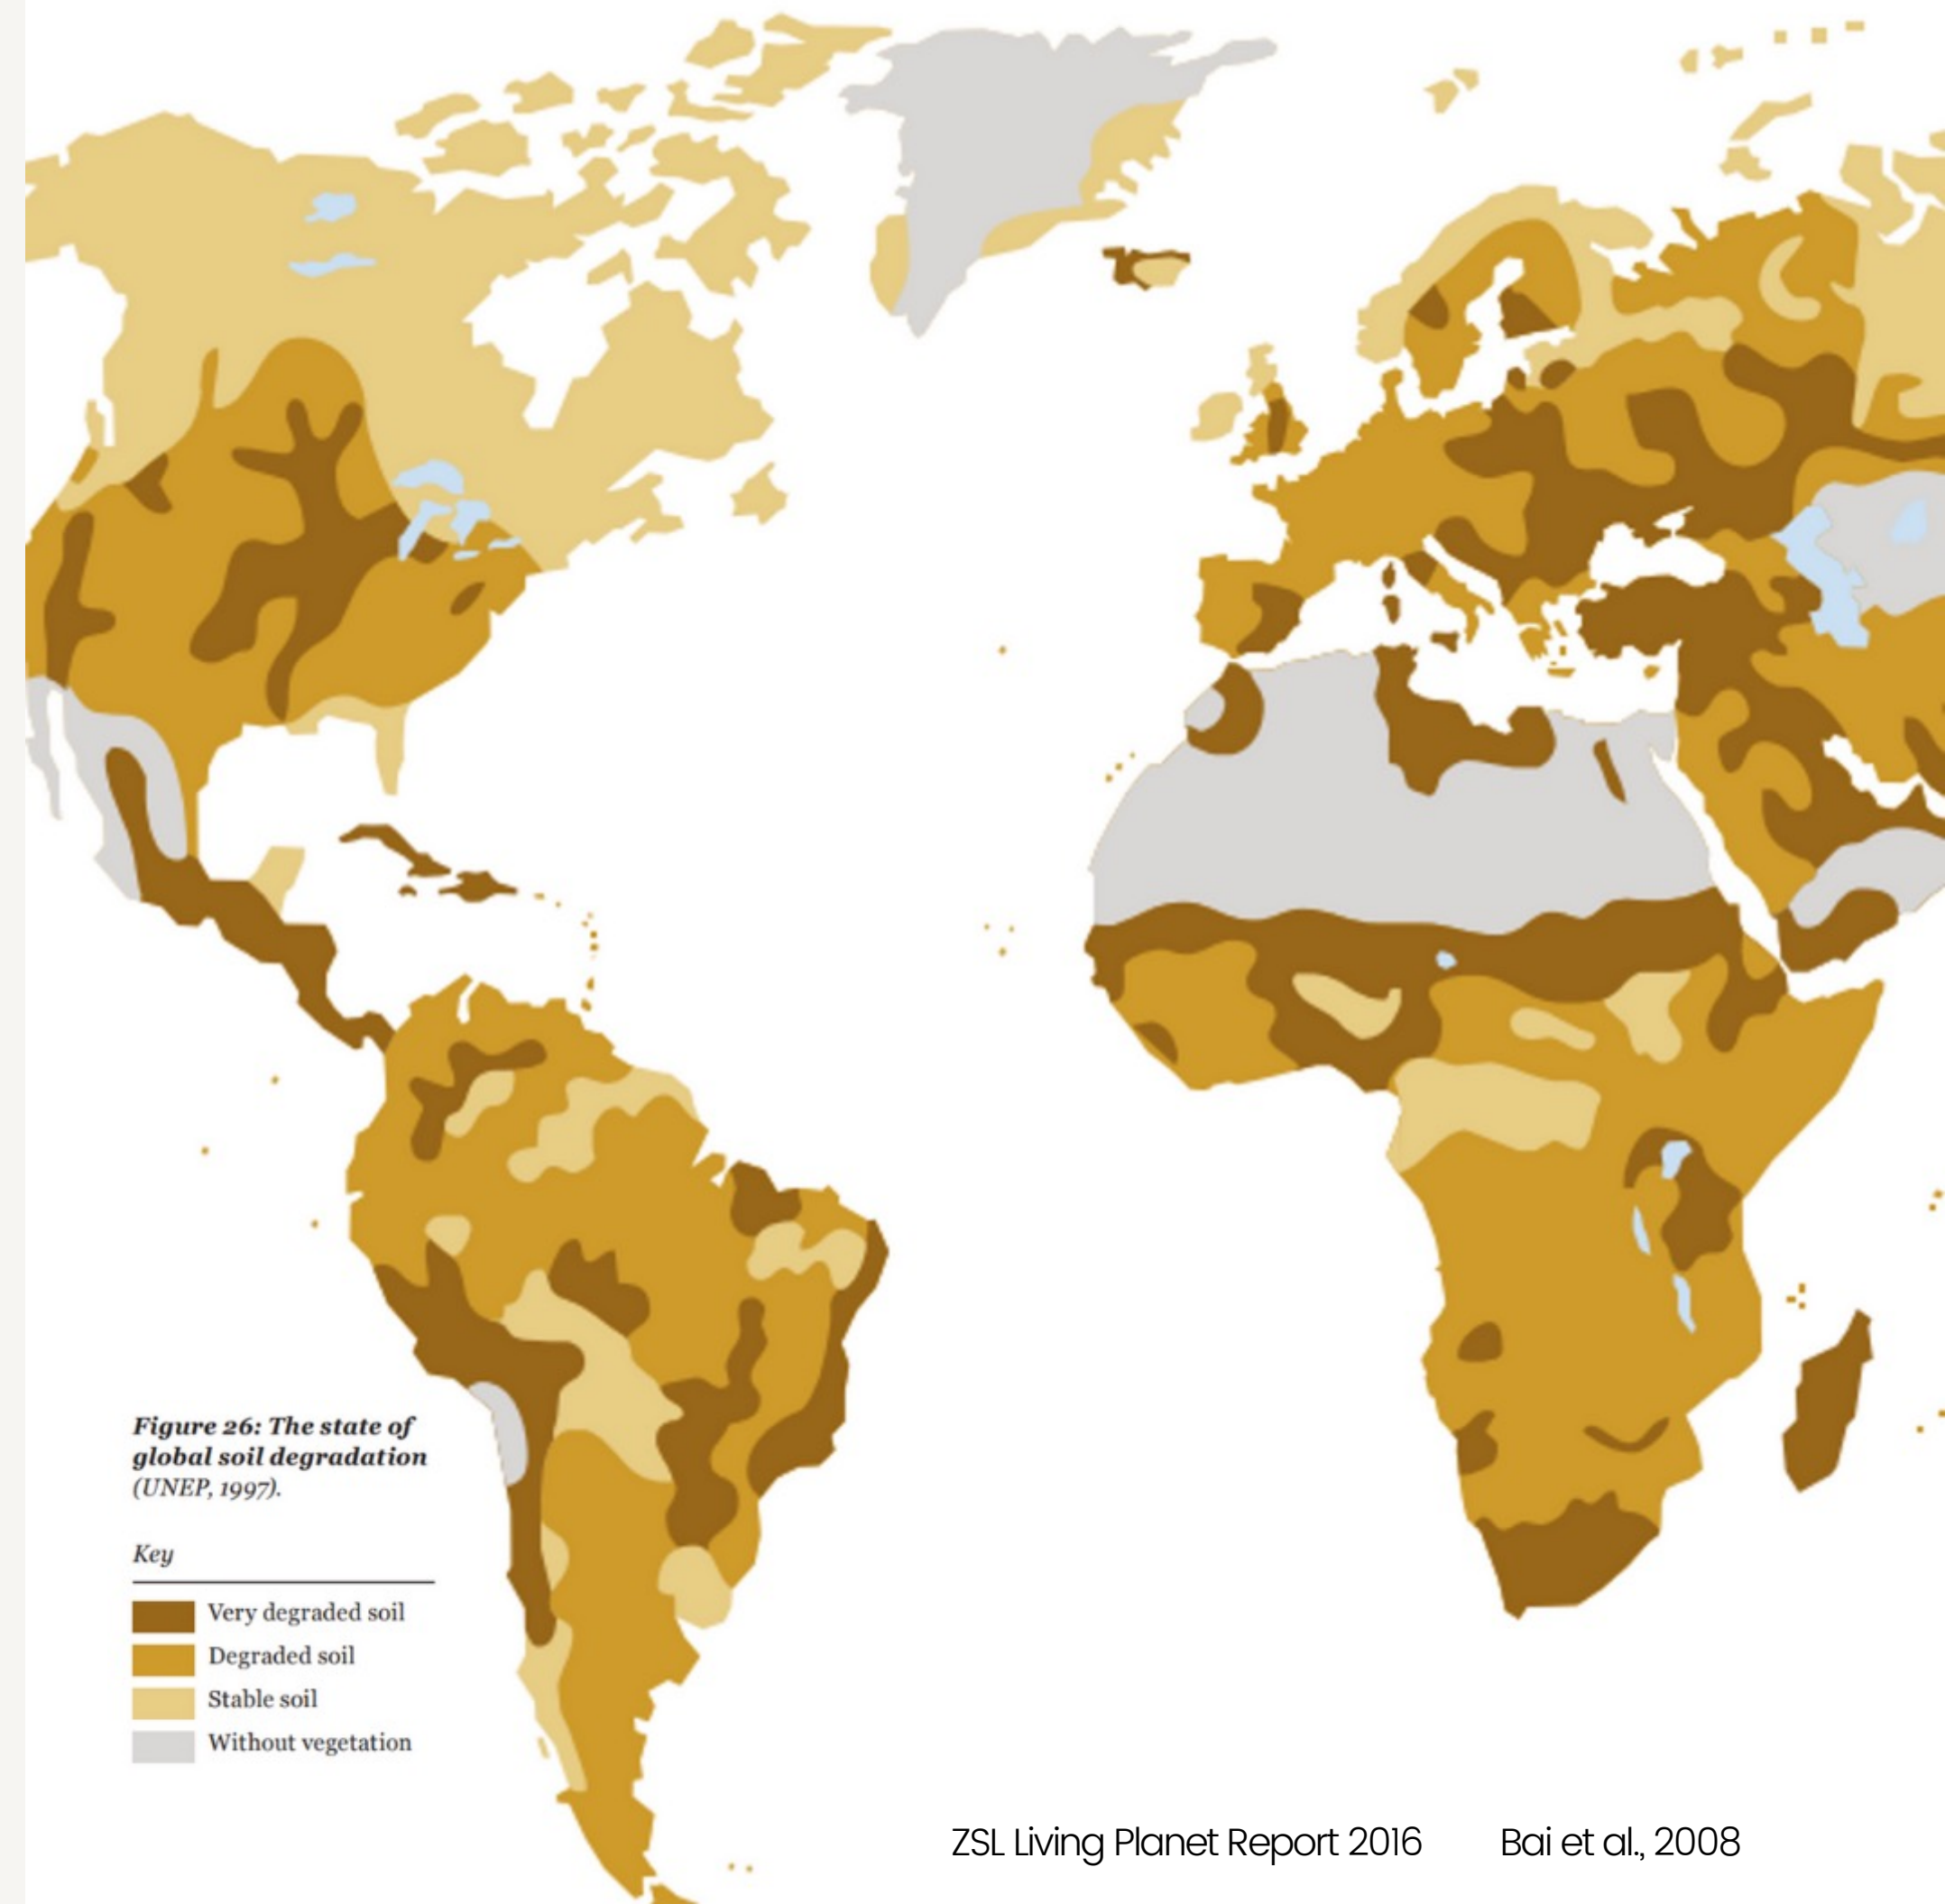 Figure 26: The state of
global soil degradation
(UNEP, 1997).
Key
Very degraded soil
Degraded soil
Stable soil
Without vegetation
ZSL Living Planet Report 2016 Bai et al., 2008